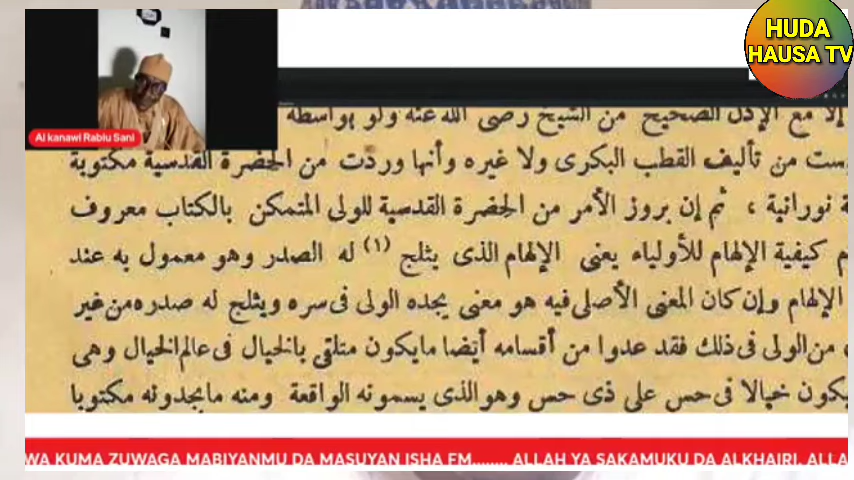 HUDA
HAUSA TV
Al kanawi Rabiu Sani
إلا مع الإذن الصحيح من الشيخ رضى الله عنه ولو بواسطة
ست من تأليف القطب البكرى ولا غيره وأنها وردت من الحضرة القدسية مكتوبة
نورانية ، ثم إن بروز الأمر من الحضرة القدسية للولى المتمكن بالكتاب معروف
كيفية الإلهام للأولياء يعنى الإلهام الذى يثلج (١) له الصدر وهو معمول به عند
الإلهام وإن كان المعنى الأصلى فيه هو معنى يجده الولى فى سره ويثلج له صدره من غير
من الولى فى ذلك فقد عدوا من أقسامه أيضا مايكون متلقى بالخيال فى عالم الخيال وهى
يكون خيالا فى حس على ذى حس وهو الذى يسمونه الواقعة ومنه مايجدونه مكتوبا
WA KUMA ZUWAGA MABIYANMU DA MASUYAN ISHA FM........ ALLAH YA SAKAMUKU DA ALKHAIRI. ALLA